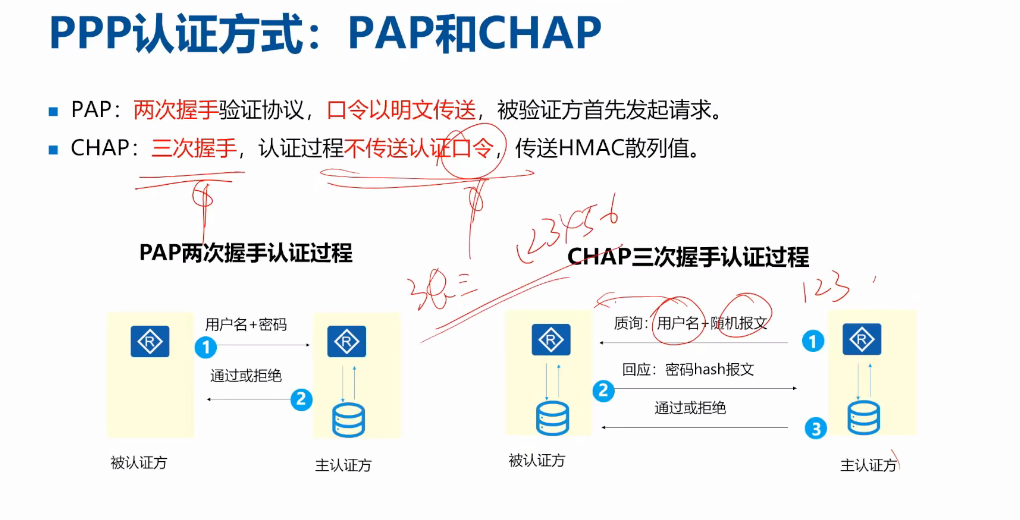 PPP认证方式：PAP和CHAP
PAP：两次握手验证协议，口令以明文传送，被验证方首先发起请求。
CHAP：三次握手，认证过程不传送认证口令，传送HMAC散列值。
123456
PAP两次握手认证过程
CHAP三次握手认证过程
123
用户名+密码
质询：用户名+随机报文
R
R
R
R
1
1
通过或拒绝
回应：密码hash报文
2
2
通过或拒绝
3
被认证方
主认证方
被认证方
主认证方